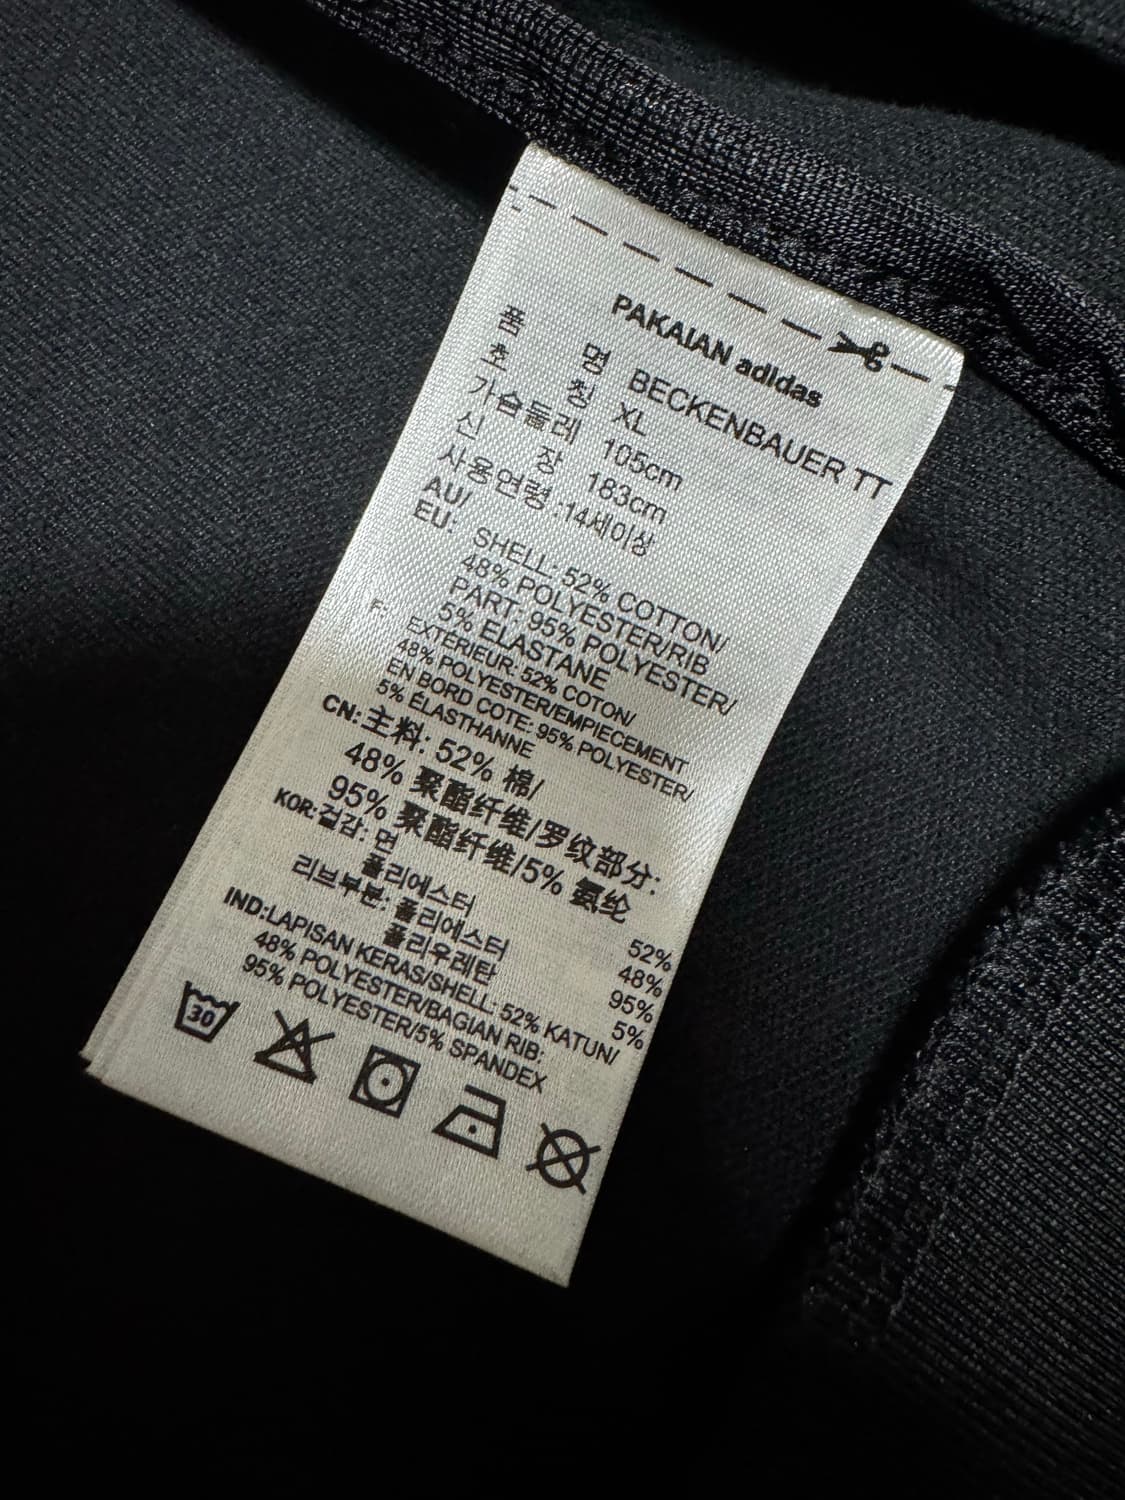 PAKAIAN adidas
품 명 BECKENBAUER TT
호 칭 XL
가슴둘레 105cm
신 장 183cm
사용연령 :14세이상
AU/
EU: SHELL: 52% COTTON/
48% POLYESTER/RIB
PART: 95% POLYESTER/
5% ELASTANE
F: EXTÉRIEUR: 52% COTON/
48% POLYESTER/EMPIECEMENT
EN BORD COTE: 95% POLYESTER/
5% ÉLASTHANNE
CN: 主料: 52% 棉/
48% 聚酯纤维/罗纹部分:
95% 聚酯纤维/5% 氨纶
KOR: 겉감: 면 52%
폴리에스터 48%
리브부분: 폴리에스터 95%
폴리우레탄 5%
IND:LAPISAN KERAS/SHELL: 52% KATUN/
48% POLYESTER/BAGIAN RIB:
95% POLYESTER/5% SPANDEX
30